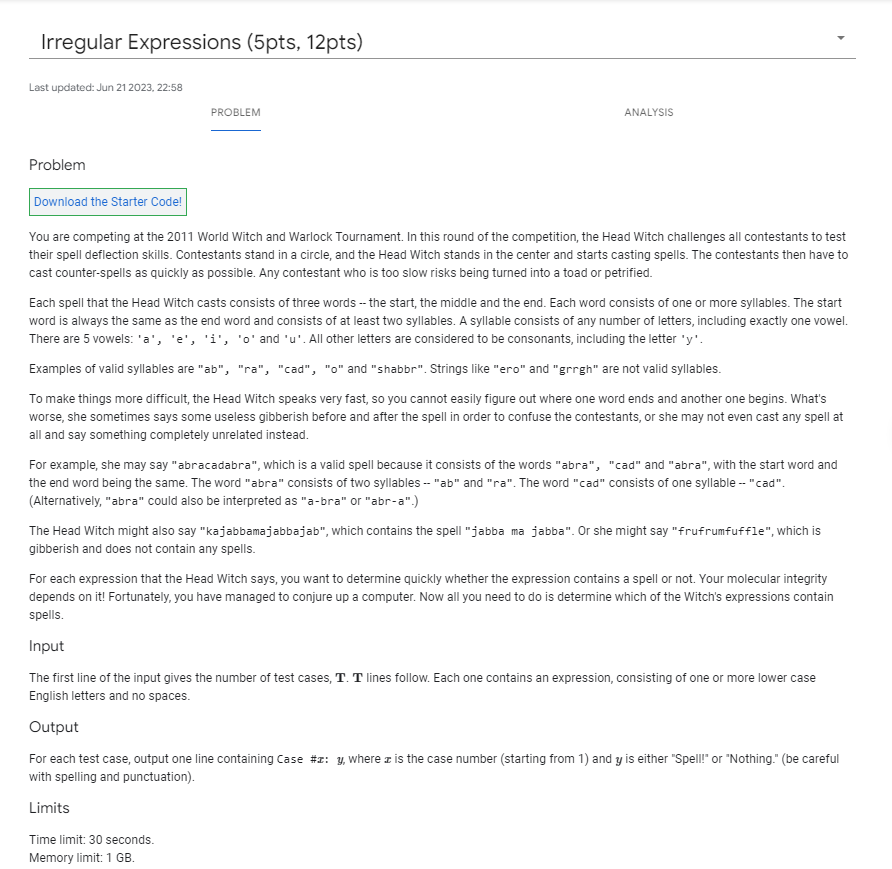 Irregular Expressions (5pts, 12pts)
Last updated: Jun 21 2023, 22:58
PROBLEM
ANALYSIS
Problem
Download the Starter Code!
You are competing at the 2011 World Witch and Warlock Tournament. In this round of the competition, the Head Witch challenges all contestants to test
their spell deflection skills. Contestants stand in a circle, and the Head Witch stands in the center and starts casting spells. The contestants then have to
cast counter-spells as quickly as possible. Any contestant who is too slow risks being turned into a toad or petrified.
Each spell that the Head Witch casts consists of three words -- the start, the middle and the end. Each word consists of one or more syllables. The start
word is always the same as the end word and consists of at least two syllables. A syllable consists of any number of letters, including exactly one vowel.
There are 5 vowels: 'a', 'e', 'i', 'o' and 'u'. All other letters are considered to be consonants, including the letter 'y'.
Examples of valid syllables are "ab", "ra", "cad", "o" and "shabbr". Strings like "ero" and "grrgh" are not valid syllables.
To make things more difficult, the Head Witch speaks very fast, so you cannot easily figure out where one word ends and another one begins. What's
worse, she sometimes says some useless gibberish before and after the spell in order to confuse the contestants, or she may not even cast any spell at
all and say something completely unrelated instead.
For example, she may say "abracadabra", which is a valid spell because it consists of the words "abra", "cad" and "abra", with the start word and
the end word being the same. The word "abra" consists of two syllables -- "ab" and "ra". The word "cad" consists of one syllable -- "cad".
(Alternatively, "abra" could also be interpreted as "a-bra" or "abr-a".)
The Head Witch might also say "kajabbamajabbajab", which contains the spell "jabba ma jabba". Or she might say "frufrumfuffle", which is
gibberish and does not contain any spells.
For each expression that the Head Witch says, you want to determine quickly whether the expression contains a spell or not. Your molecular integrity
depends on it! Fortunately, you have managed to conjure up a computer. Now all you need to do is determine which of the Witch's expressions contain
spells.
Input
The first line of the input gives the number of test cases, T. T lines follow. Each one contains an expression, consisting of one or more lower case
English letters and no spaces.
Output
For each test case, output one line containing Case #x: y, where x is the case number (starting from 1) and y is either "Spell!" or "Nothing." (be careful
with spelling and punctuation).
Limits
Time limit: 30 seconds.
Memory limit: 1 GB.